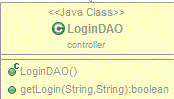 <<Java Class>>
LoginDAO
controller
LoginDAO()
getLogin(String,String):boolean